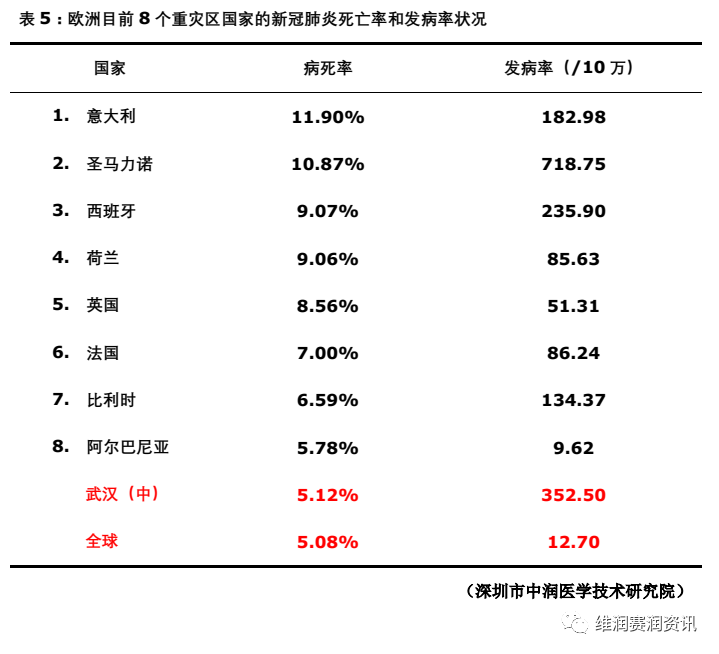 表 5：欧洲目前 8 个重灾区国家的新冠肺炎死亡率和发病率状况
国家 病死率 发病率（/10 万）
1. 意大利 11.90% 182.98
2. 圣马力诺 10.87% 718.75
3. 西班牙 9.07% 235.90
4. 荷兰 9.06% 85.63
5. 英国 8.56% 51.31
6. 法国 7.00% 86.24
7. 比利时 6.59% 134.37
8. 阿尔巴尼亚 5.78% 9.62
武汉（中） 5.12% 352.50
全球 5.08% 12.70
（深圳市中润医学技术研究院）
维润赛润资讯